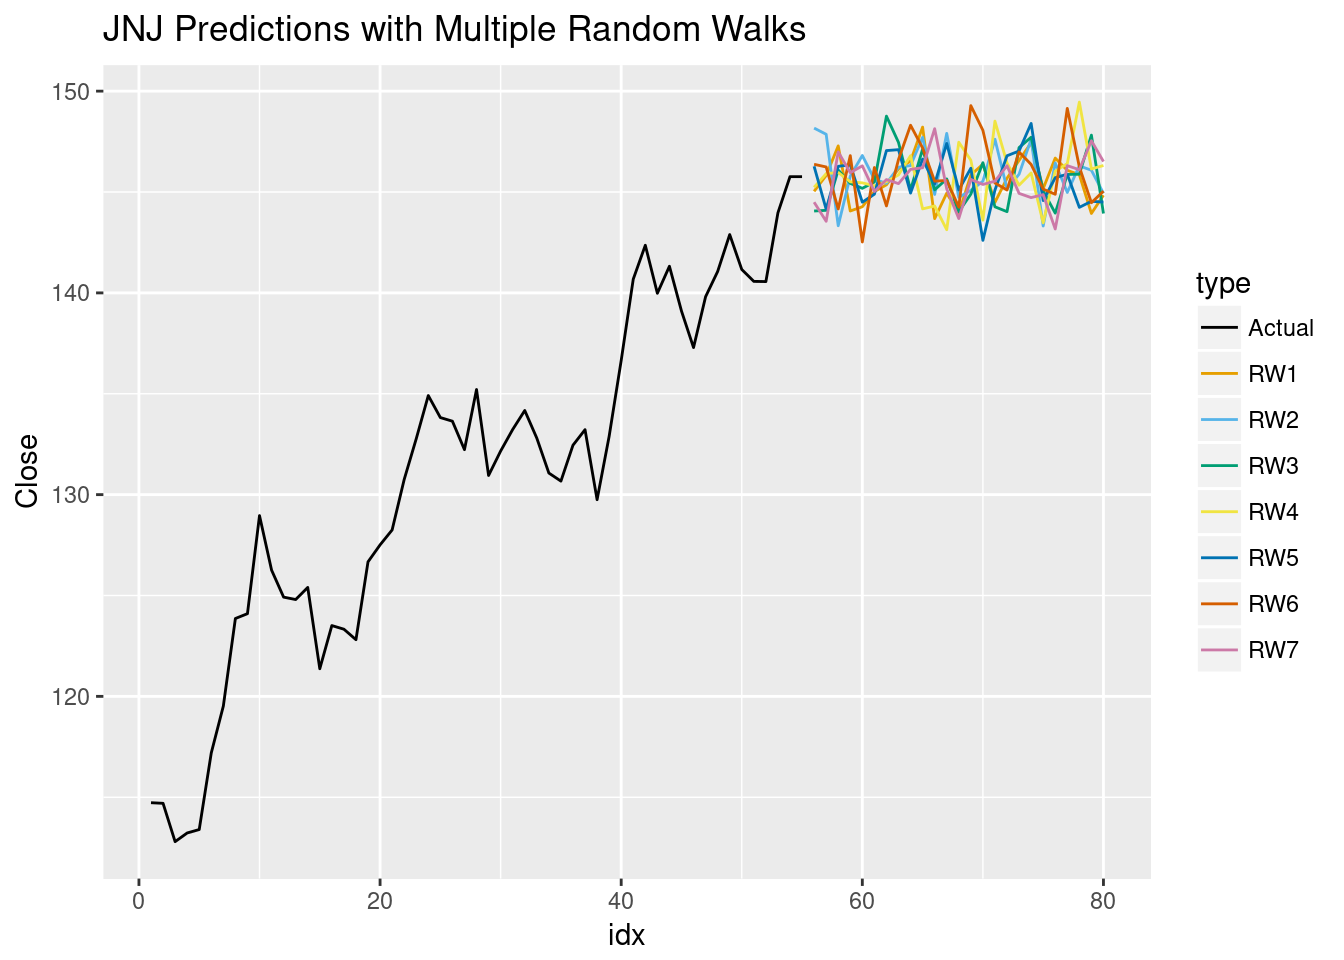 JNJ Predictions with Multiple Random Walks
Close
150
140
130
120
0 20 40 60 80
idx
type
Actual
RW1
RW2
RW3
RW4
RW5
RW6
RW7